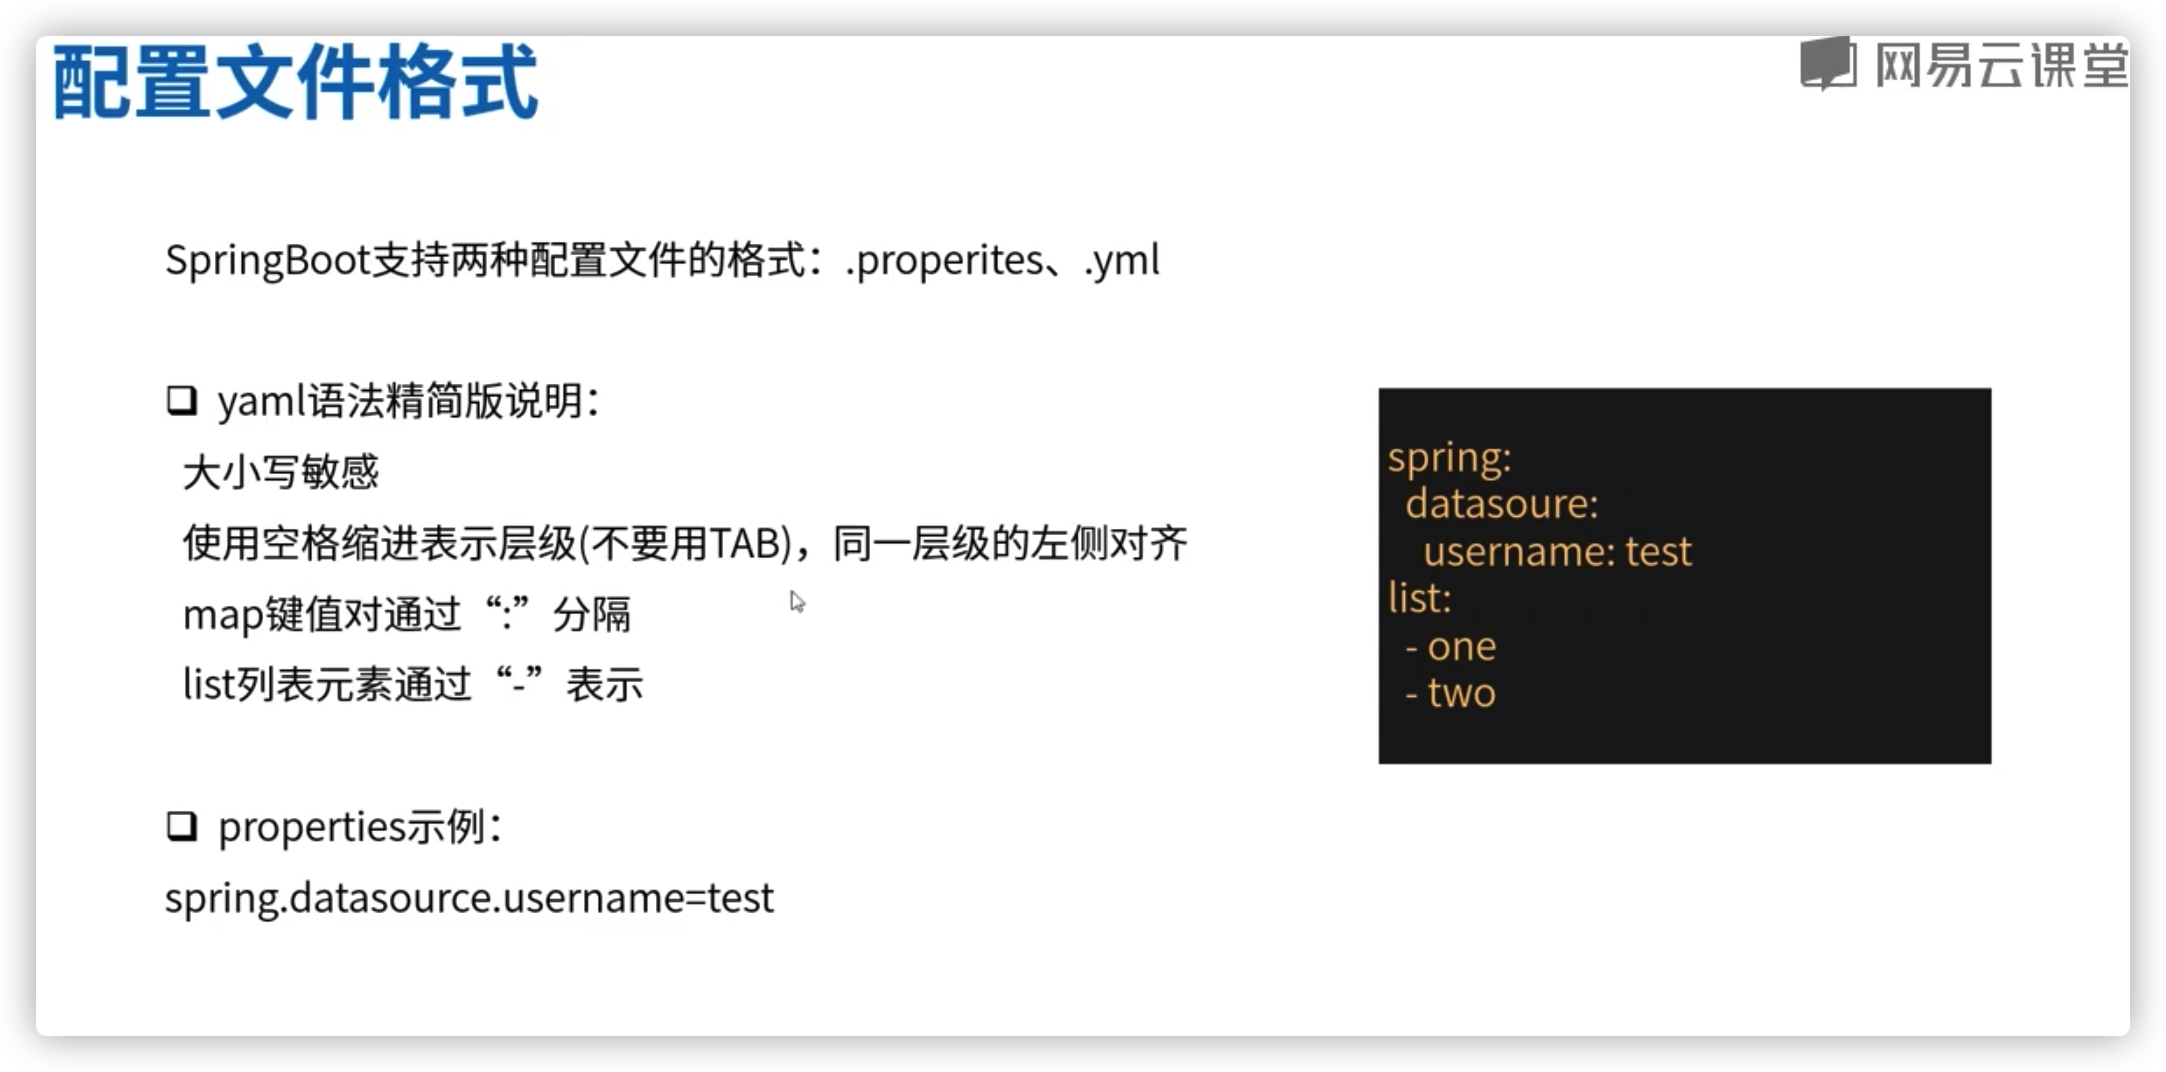 配置文件格式
网易云课堂
SpringBoot支持两种配置文件的格式：.properites、.yml
yaml语法精简版说明：
大小写敏感
使用空格缩进表示层级(不要用TAB)，同一层级的左侧对齐
map键值对通过“:”分隔
list列表元素通过“-”表示
spring:
datasoure:
username: test
list:
- one
- two
properties示例：
spring.datasource.username=test